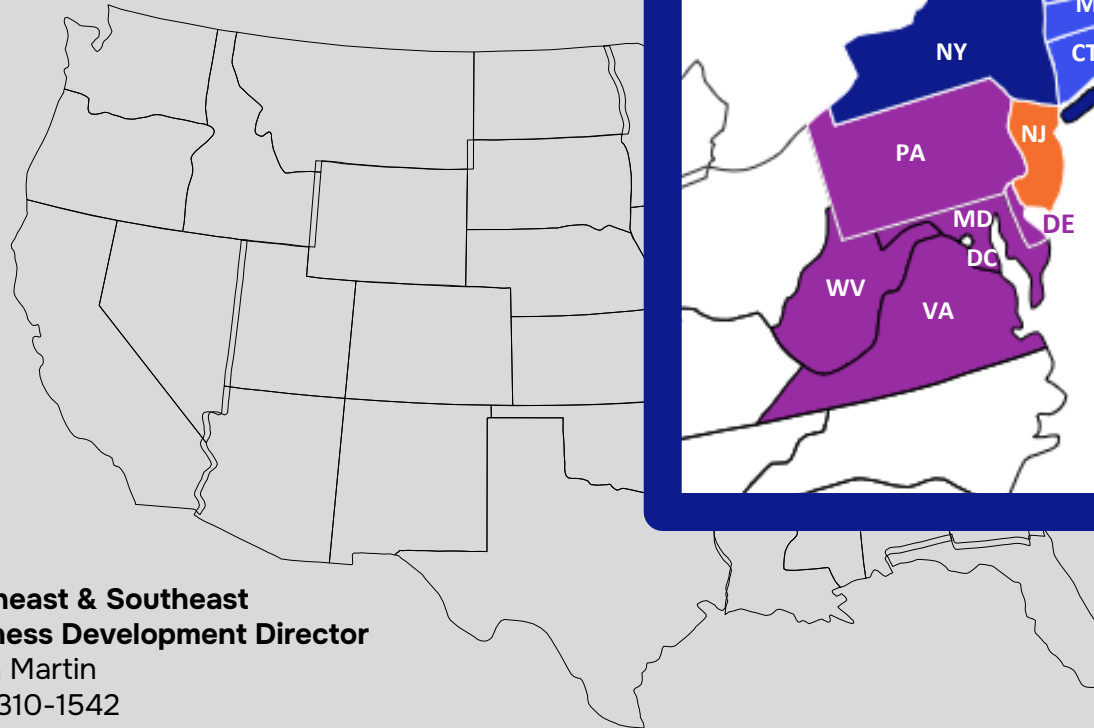 M
NY
CT
NJ
PA
MD
DE
DC
WV
VA
heast & Southeast
ness Development Director
Martin
310-1542